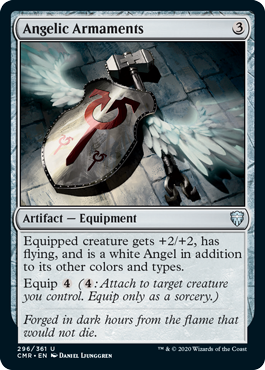 Angelic Armaments 3
Artifact — Equipment
Equipped creature gets +2/+2, has
flying, and is a white Angel in addition
to its other colors and types.
Equip 4 (4: Attach to target creature
you control. Equip only as a sorcery.)
Forged in dark hours from the flame that
would not die.
296/361 U
CMR • EN Daniel Ljunggren
™ & © 2020 Wizards of the Coast